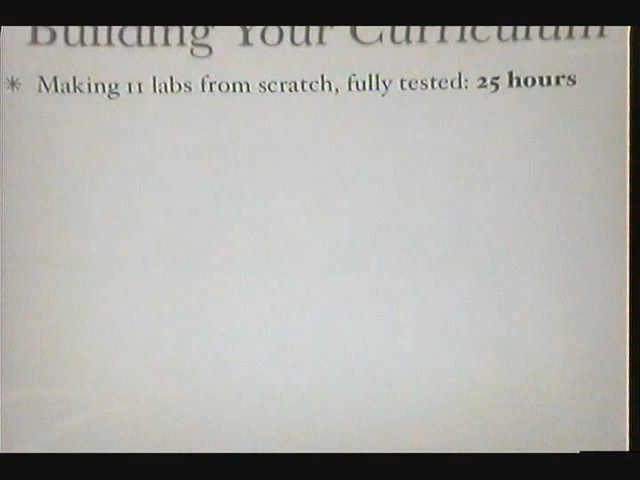 Building Your Curriculum
✳ Making 11 labs from scratch, fully tested: 25 hours